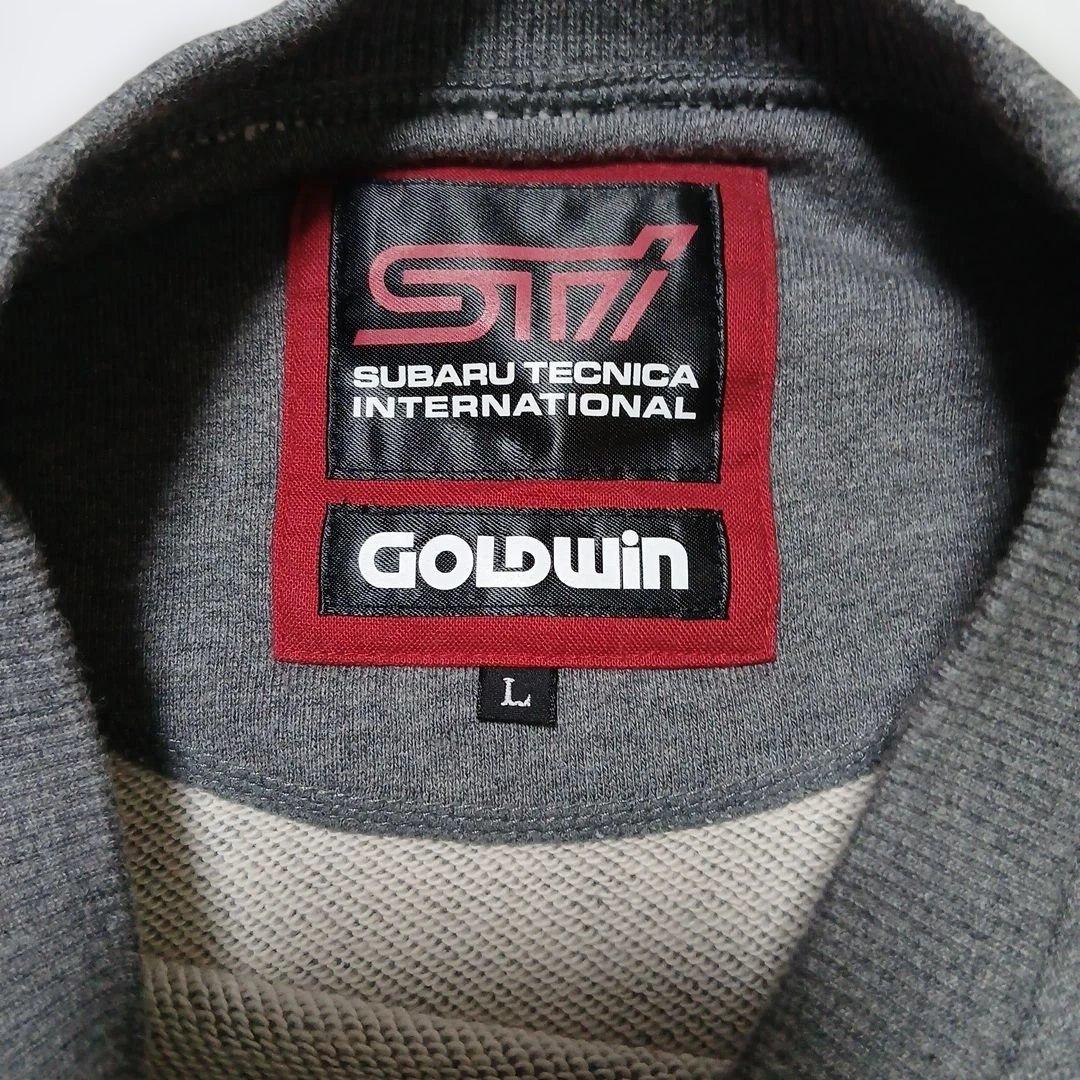 STi
SUBARU TECNICA
INTERNATIONAL
GOLDWiN
L